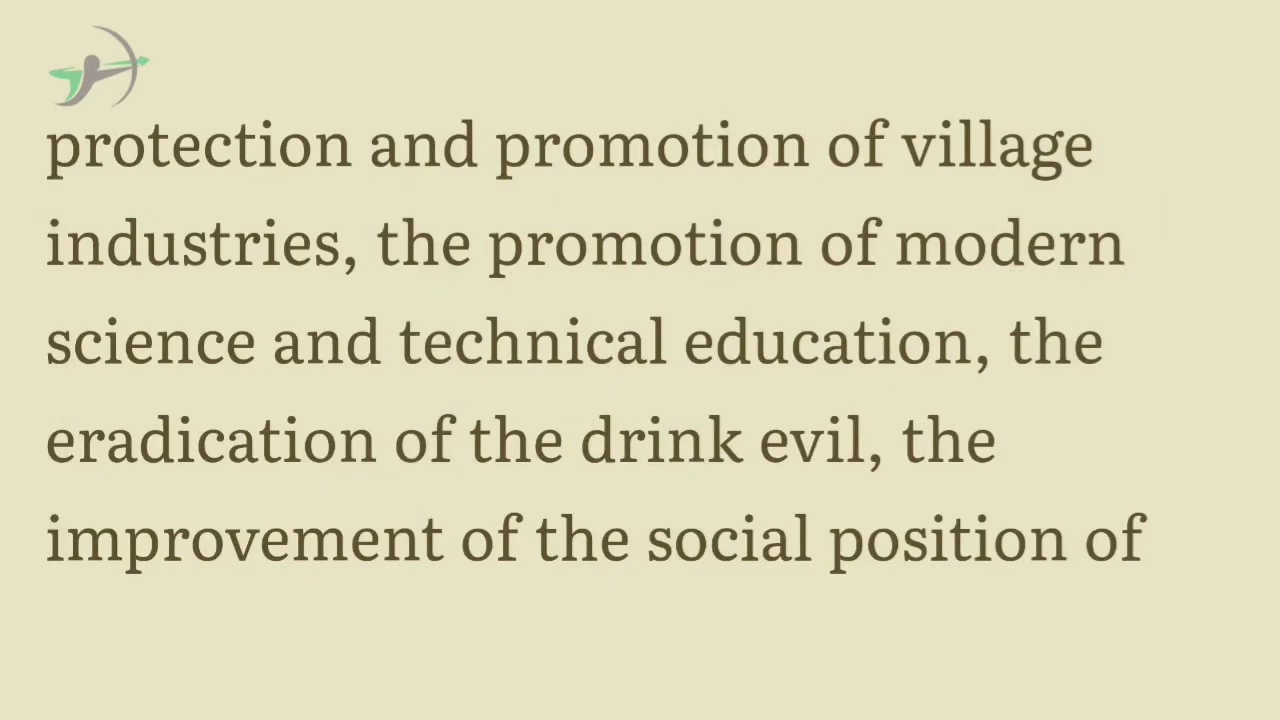 protection and promotion of village
industries, the promotion of modern
science and technical education, the
eradication of the drink evil, the
improvement of the social position of